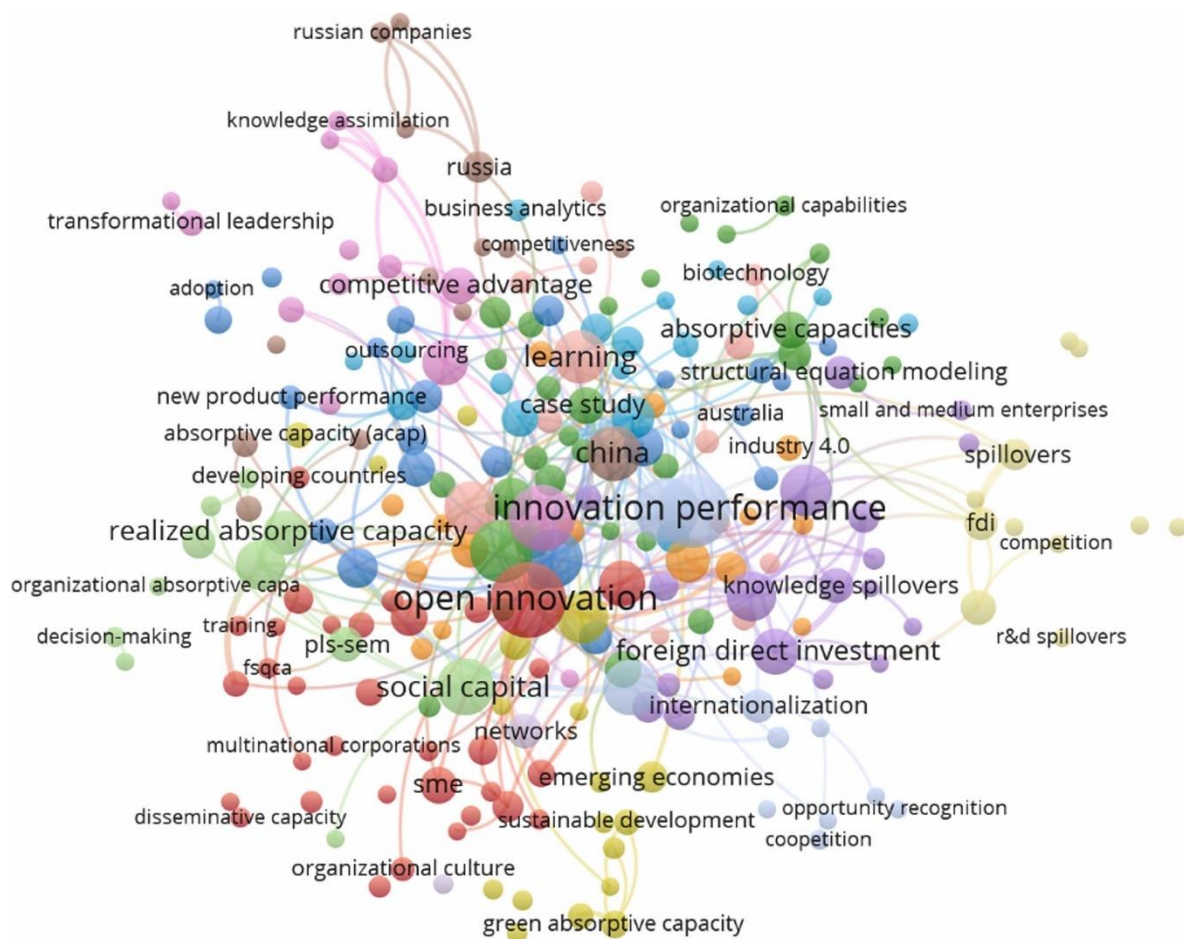 russian companies
knowledge assimilation
russia
business analytics
organizational capabilities
transformational leadership
competitiveness
biotechnology
adoption
competitive advantage
absorptive capacities
outsourcing
learning
structural equation modeling
new product performance
case study
australia
small and medium enterprises
absorptive capacity (acap)
china
industry 4.0
spillovers
developing countries
innovation performance
realized absorptive capacity
fdi
competition
organizational absorptive capa
open innovation
knowledge spillovers
training
decision-making
pls-sem
foreign direct investment
r&d spillovers
fsqca
social capital
internationalization
networks
multinational corporations
sme
emerging economies
disseminative capacity
sustainable development
opportunity recognition
coopetition
organizational culture
green absorptive capacity